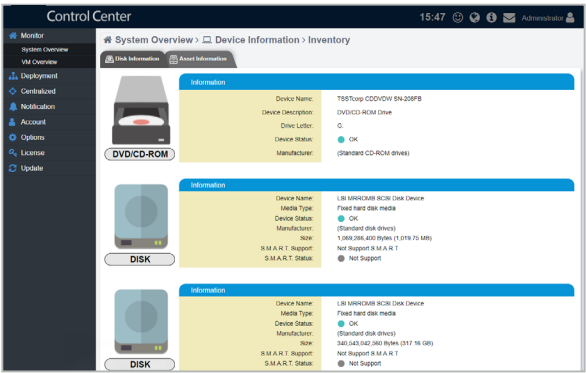 Control Center
15:47
Administrator
Monitor
System Overview
VM Overview
Deployment
Centralized
Notification
Account
Options
License
Update
System Overview > Device Information > Inventory
Disk Information
Asset Information
Information
DVD/CD-ROM
Device Name: TSSTcorp CDDVDW SN-208FB
Device Description: DVD/CD-ROM Drive
Drive Letter: G:
Device Status: OK
Manufacturer: (Standard CD-ROM drives)
Information
DISK
Device Name: LSI MRROMB SCSI Disk Device
Media Type: Fixed hard disk media
Device Status: OK
Manufacturer: (Standard disk drives)
Size: 1,069,286,400 Bytes (1,019.75 MB)
S.M.A.R.T. Support: Not Support S.M.A.R.T
S.M.A.R.T. Status: Not Support
Information
DISK
Device Name: LSI MRROMB SCSI Disk Device
Media Type: Fixed hard disk media
Device Status: OK
Manufacturer: (Standard disk drives)
Size: 340,543,042,560 Bytes (317.16 GB)
S.M.A.R.T. Support: Not Support S.M.A.R.T
S.M.A.R.T. Status: Not Support